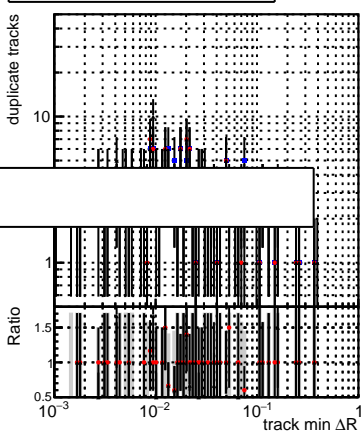 duplicate tracks
10
1
Ratio
1.5
1
0.5
10⁻³ 10⁻² 10⁻¹ 1
track min ΔR